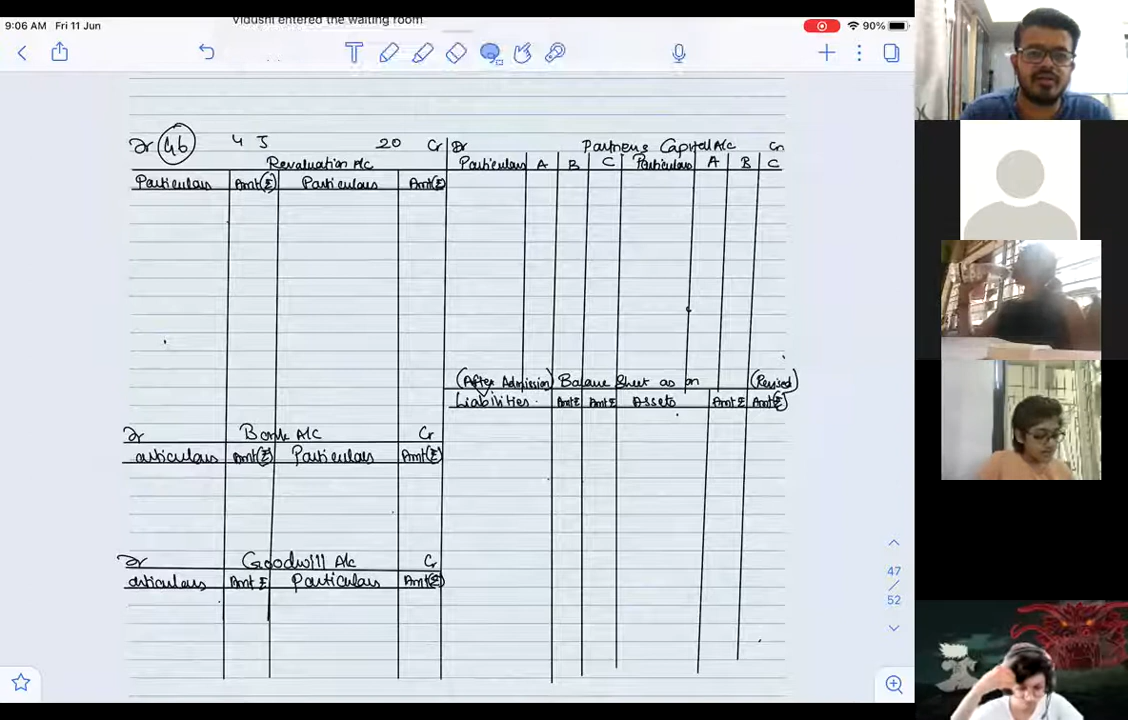 Vidushi entered the waiting room
9:06 AM Fri 11 Jun
90%
T
Dr 46 4 J 20 Cr
Revaluation A/c
Particulars Amt(₹) Particulars Amt(₹)
Dr Partners Capital A/c Cr
Particulars A B C Particulars A B C
(After Admission) Balance Sheet as on (Revised)
Liabilities Amt ₹ Amt ₹ Assets Amt ₹ Amt(₹)
Dr Bank A/c Cr
articulars Amt(₹) Particulars Amt(₹)
Dr Goodwill A/c Cr
articulars Amt ₹ Particulars Amt(₹)
47
/
52